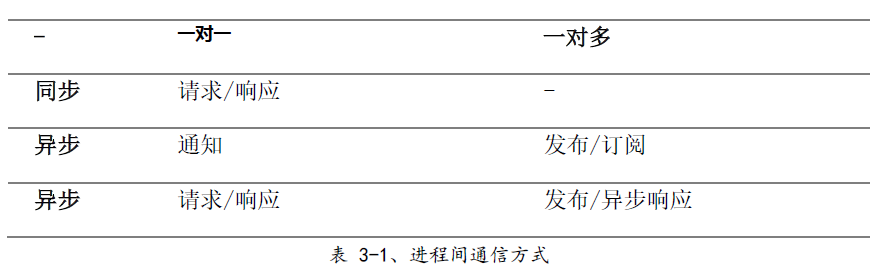 – 一对一 一对多
同步 请求/响应 –
异步 通知 发布/订阅
异步 请求/响应 发布/异步响应
表 3-1、进程间通信方式